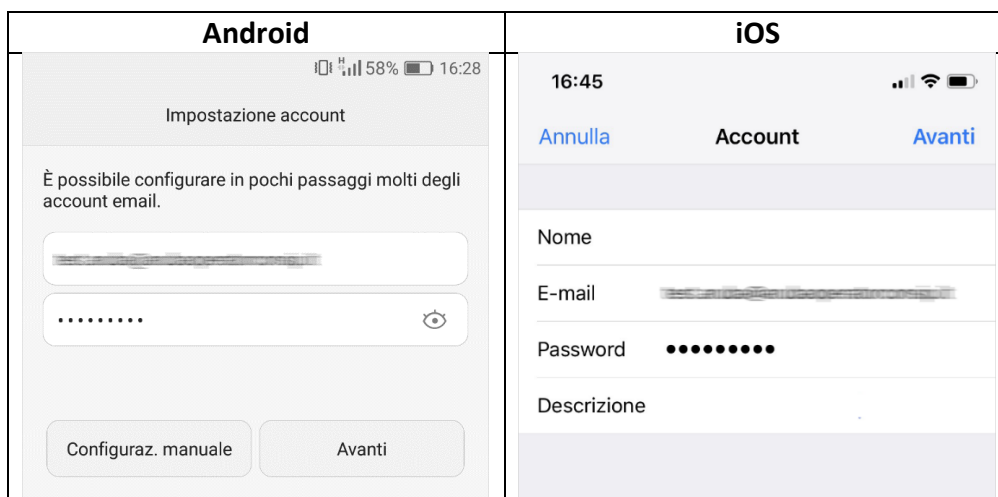 Android
iOS
58% 16:28
Impostazione account
È possibile configurare in pochi passaggi molti degli
account email.
•••••••••
Configuraz. manuale
Avanti
16:45
Annulla
Account
Avanti
Nome
E-mail
Password •••••••••
Descrizione